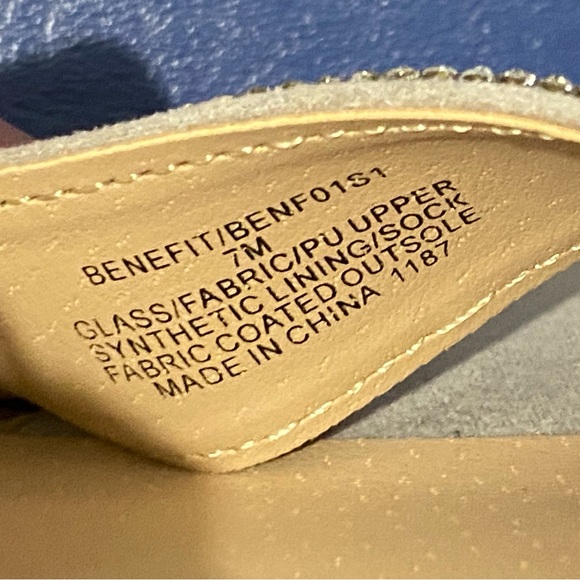 BENEFIT/BENF01S1
7M
GLASS/FABRIC/PU UPPER
SYNTHETIC LINING/SOCK
FABRIC COATED OUTSOLE
MADE IN CHINA 1187